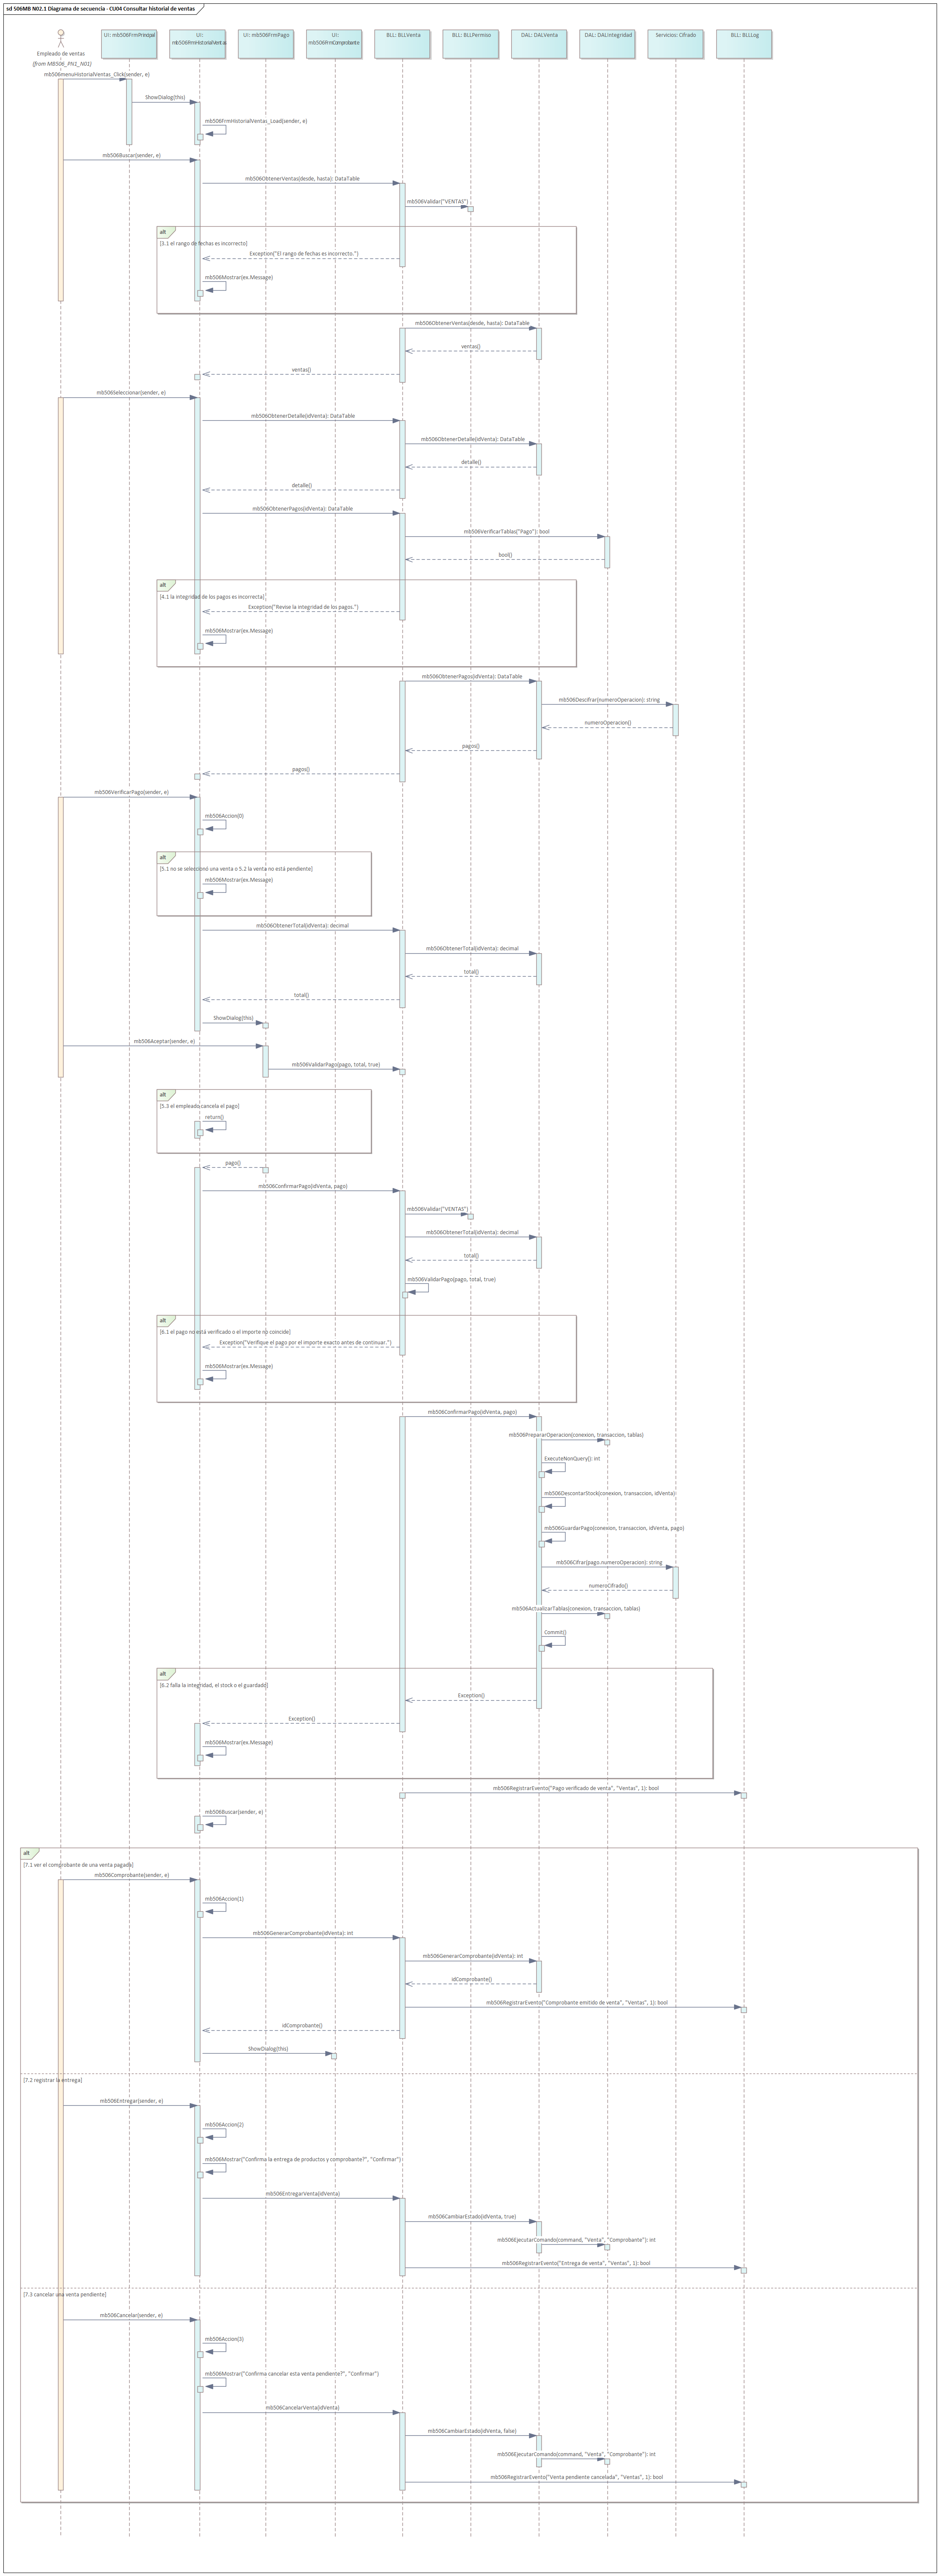 sd 506MB N02.1 Diagrama de secuencia - CU04 Consultar historial de ventas
Empleado de ventas
(from MB506_PN1_N01)
UI: mb506FrmPrincipal
UI:
mb506FrmHistorialVentas
UI: mb506FrmPago
UI:
mb506FrmComprobante
BLL: BLLVenta
BLL: BLLPermiso
DAL: DALVenta
DAL: DALIntegridad
Servicios: Cifrado
BLL: BLLLog
mb506menuHistorialVentas_Click(sender, e)
ShowDialog(this)
mb506FrmHistorialVentas_Load(sender, e)
mb506Buscar(sender, e)
mb506ObtenerVentas(desde, hasta): DataTable
mb506Validar("VENTAS")
alt
[3.1 el rango de fechas es incorrecto]
Exception("El rango de fechas es incorrecto.")
mb506Mostrar(ex.Message)
mb506ObtenerVentas(desde, hasta): DataTable
ventas()
ventas()
mb506Seleccionar(sender, e)
mb506ObtenerDetalle(idVenta): DataTable
mb506ObtenerDetalle(idVenta): DataTable
detalle()
detalle()
mb506ObtenerPagos(idVenta): DataTable
mb506VerificarTablas("Pago"): bool
bool()
alt
[4.1 la integridad de los pagos es incorrecta]
Exception("Revise la integridad de los pagos.")
mb506Mostrar(ex.Message)
mb506ObtenerPagos(idVenta): DataTable
mb506Descifrar(numeroOperacion): string
numeroOperacion()
pagos()
pagos()
mb506VerificarPago(sender, e)
mb506Accion(0)
alt
[5.1 no se seleccionó una venta o 5.2 la venta no está pendiente]
mb506Mostrar(ex.Message)
mb506ObtenerTotal(idVenta): decimal
mb506ObtenerTotal(idVenta): decimal
total()
total()
ShowDialog(this)
mb506Aceptar(sender, e)
mb506ValidarPago(pago, total, true)
alt
[5.3 el empleado cancela el pago]
return()
pago()
mb506ConfirmarPago(idVenta, pago)
mb506Validar("VENTAS")
mb506ObtenerTotal(idVenta): decimal
total()
mb506ValidarPago(pago, total, true)
alt
[6.1 el pago no está verificado o el importe no coincide]
Exception("Verifique el pago por el importe exacto antes de continuar.")
mb506Mostrar(ex.Message)
mb506ConfirmarPago(idVenta, pago)
mb506PrepararOperacion(conexion, transaccion, tablas)
ExecuteNonQuery(): int
mb506DescontarStock(conexion, transaccion, idVenta)
mb506GuardarPago(conexion, transaccion, idVenta, pago)
mb506Cifrar(pago.numeroOperacion): string
numeroCifrado()
mb506ActualizarTablas(conexion, transaccion, tablas)
Commit()
alt
[6.2 falla la integridad, el stock o el guardado]
Exception()
Exception()
mb506Mostrar(ex.Message)
mb506RegistrarEvento("Pago verificado de venta", "Ventas", 1): bool
mb506Buscar(sender, e)
alt
[7.1 ver el comprobante de una venta pagada]
mb506Comprobante(sender, e)
mb506Accion(1)
mb506GenerarComprobante(idVenta): int
mb506GenerarComprobante(idVenta): int
idComprobante()
mb506RegistrarEvento("Comprobante emitido de venta", "Ventas", 1): bool
idComprobante()
ShowDialog(this)
[7.2 registrar la entrega]
mb506Entregar(sender, e)
mb506Accion(2)
mb506Mostrar("Confirma la entrega de productos y comprobante?", "Confirmar")
mb506EntregarVenta(idVenta)
mb506CambiarEstado(idVenta, true)
mb506EjecutarComando(command, "Venta", "Comprobante"): int
mb506RegistrarEvento("Entrega de venta", "Ventas", 1): bool
[7.3 cancelar una venta pendiente]
mb506Cancelar(sender, e)
mb506Accion(3)
mb506Mostrar("Confirma cancelar esta venta pendiente?", "Confirmar")
mb506CancelarVenta(idVenta)
mb506CambiarEstado(idVenta, false)
mb506EjecutarComando(command, "Venta", "Comprobante"): int
mb506RegistrarEvento("Venta pendiente cancelada", "Ventas", 1): bool